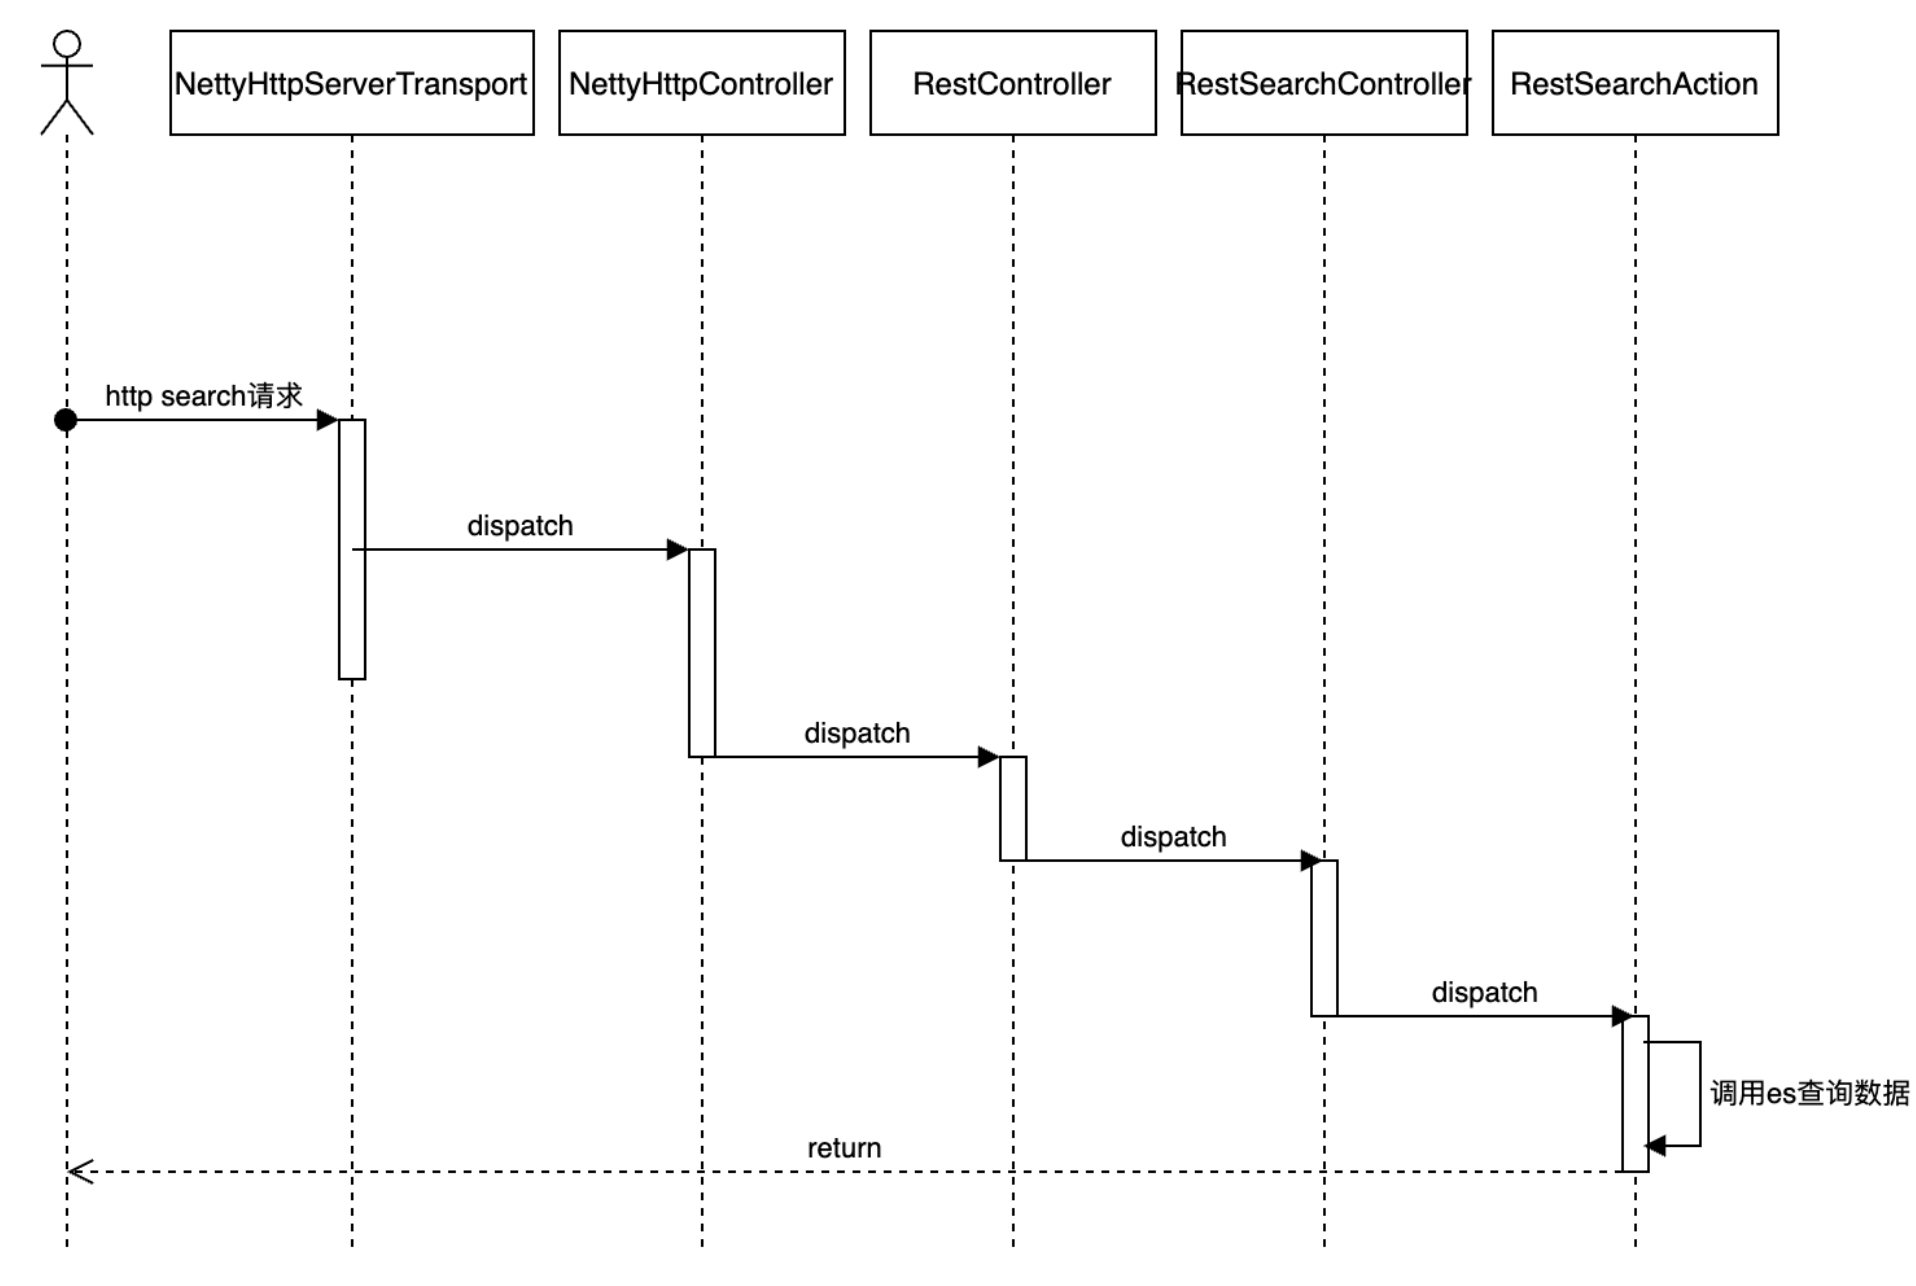 NettyHttpServerTransport
NettyHttpController
RestController
RestSearchController
RestSearchAction
http search请求
dispatch
dispatch
dispatch
dispatch
调用es查询数据
return